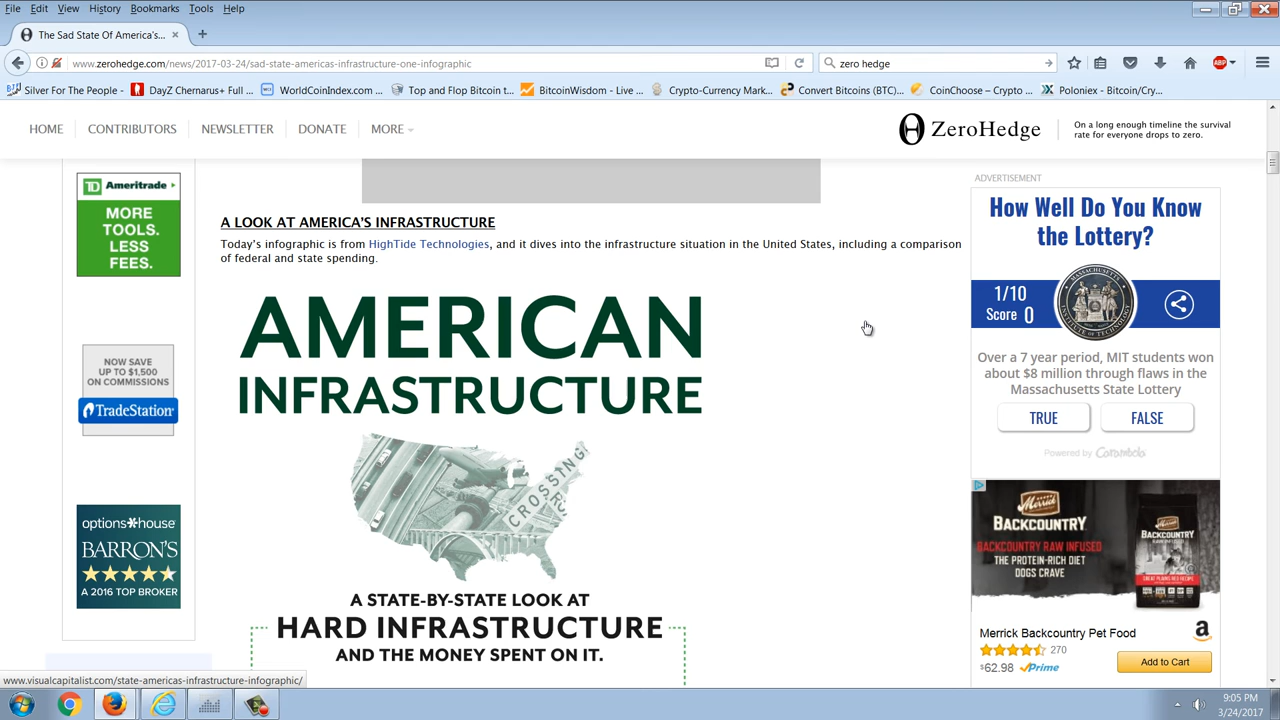 File Edit View History Bookmarks Tools Help
The Sad State Of America's...
www.zerohedge.com/news/2017-03-24/sad-state-americas-infrastructure-one-infographic
zero hedge
ABP
Silver For The People - ...
DayZ Chernarus+ Full ...
WorldCoinIndex.com ...
Top and Flop Bitcoin t...
BitcoinWisdom - Live ...
Crypto-Currency Mark...
Convert Bitcoins (BTC)...
CoinChoose – Crypto ...
Poloniex - Bitcoin/Cry...
HOME CONTRIBUTORS NEWSLETTER DONATE MORE
ZeroHedge
On a long enough timeline the survival
rate for everyone drops to zero.
Ameritrade
MORE
TOOLS.
LESS
FEES.
NOW SAVE
UP TO $1,500
ON COMMISSIONS
TradeStation
options house
BARRON'S
A 2016 TOP BROKER
A LOOK AT AMERICA'S INFRASTRUCTURE
Today's infographic is from HighTide Technologies, and it dives into the infrastructure situation in the United States, including a comparison
of federal and state spending.
AMERICAN
INFRASTRUCTURE
CROSSING
A STATE-BY-STATE LOOK AT
HARD INFRASTRUCTURE
AND THE MONEY SPENT ON IT.
ADVERTISEMENT
How Well Do You Know
the Lottery?
1/10
Score 0
Over a 7 year period, MIT students won
about $8 million through flaws in the
Massachusetts State Lottery
TRUE FALSE
Powered by Carambola
Merrick
BACKCOUNTRY
BACKCOUNTRY RAW INFUSED
THE PROTEIN-RICH DIET
DOGS CRAVE
Merrick Backcountry Pet Food
270
$62.98 Prime
Add to Cart
www.visualcapitalist.com/state-americas-infrastructure-infographic/
9:05 PM
3/24/2017